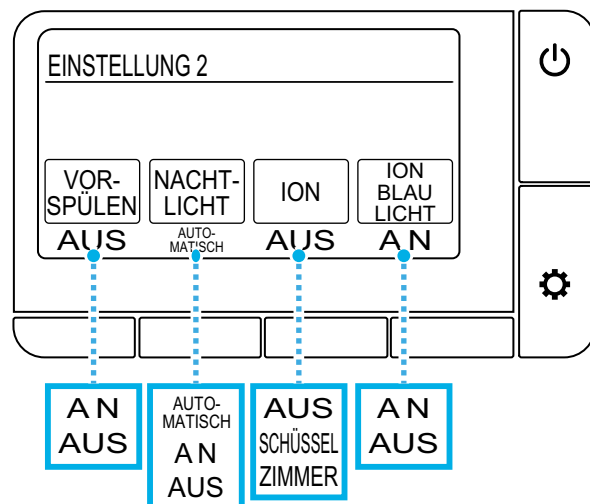 EINSTELLUNG 2
VOR-
SPÜLEN
NACHT-
LICHT
ION
ION
BLAU
LICHT
AUS
AUTO-
MATISCH
AUS
AN
AN
AUS
AUTO-
MATISCH
AN
AUS
AUS
SCHÜSSEL
ZIMMER
AN
AUS